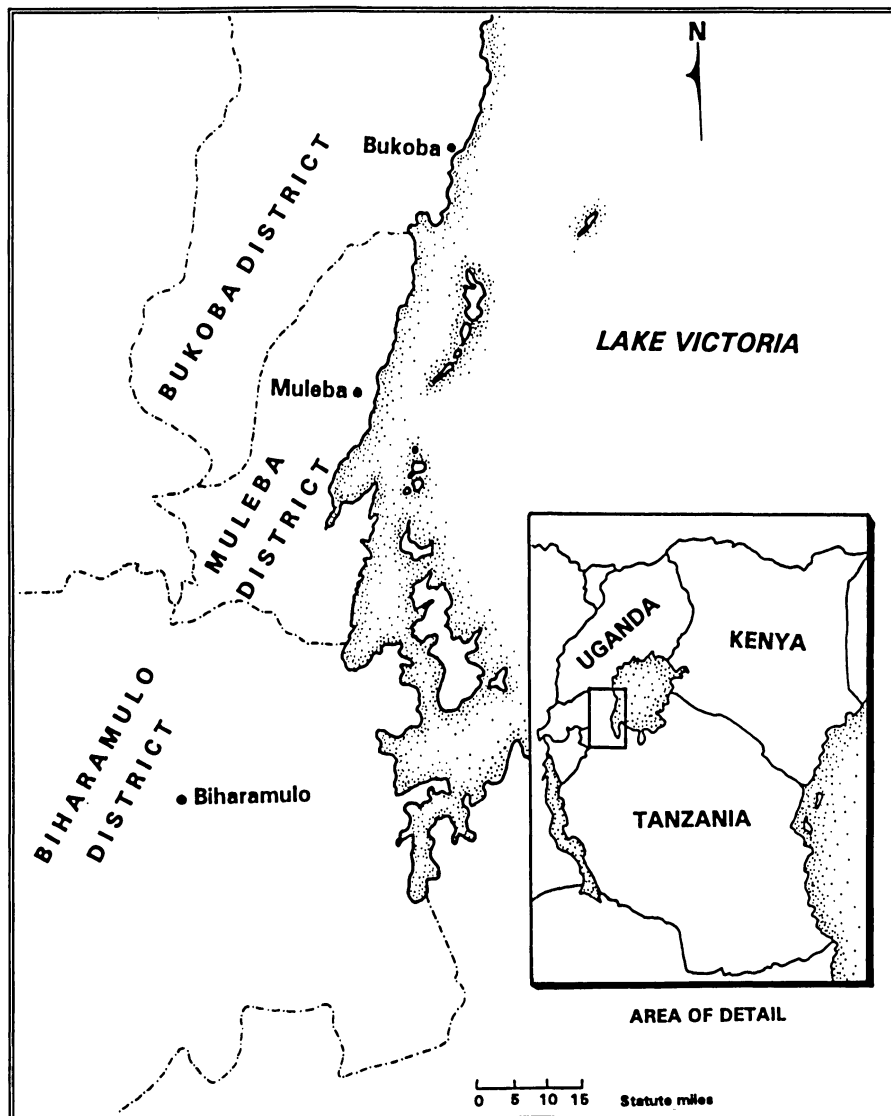 N
Bukoba
BUKOBA DISTRICT
LAKE VICTORIA
Muleba
MULEBA
DISTRICT
UGANDA
KENYA
BIHARAMULO
DISTRICT
Biharamulo
TANZANIA
AREA OF DETAIL
0 5 10 15 Statute miles